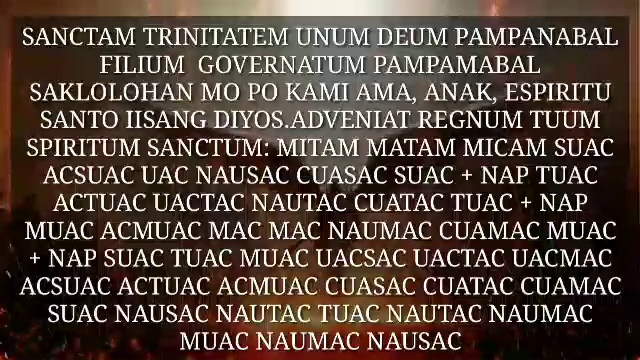 SANCTAM TRINITATEM UNUM DEUM PAMPANABAL
FILIUM GOVERNATUM PAMPAMABAL
SAKLOLOHAN MO PO KAMI AMA, ANAK, ESPIRITU
SANTO IISANG DIYOS.ADVENIAT REGNUM TUUM
SPIRITUM SANCTUM: MITAM MATAM MICAM SUAC
ACSUAC UAC NAUSAC CUASAC SUAC + NAP TUAC
ACTUAC UACTAC NAUTAC CUATAC TUAC + NAP
MUAC ACMUAC MAC MAC NAUMAC CUAMAC MUAC
+ NAP SUAC TUAC MUAC UACSAC UACTAC UACMAC
ACSUAC ACTUAC ACMUAC CUASAC CUATAC CUAMAC
SUAC NAUSAC NAUTAC TUAC NAUTAC NAUMAC
MUAC NAUMAC NAUSAC